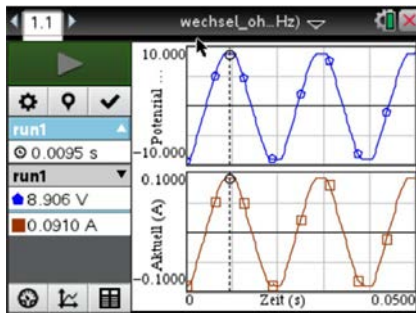 1.1
wechsel_oh…Hz)
run1
0.0095 s
run1
8.906 V
0.0910 A
10.000
Potenzial ...
-10.000
0.1000
Aktuell (A)
-0.1000
0
Zeit (s)
0.0500